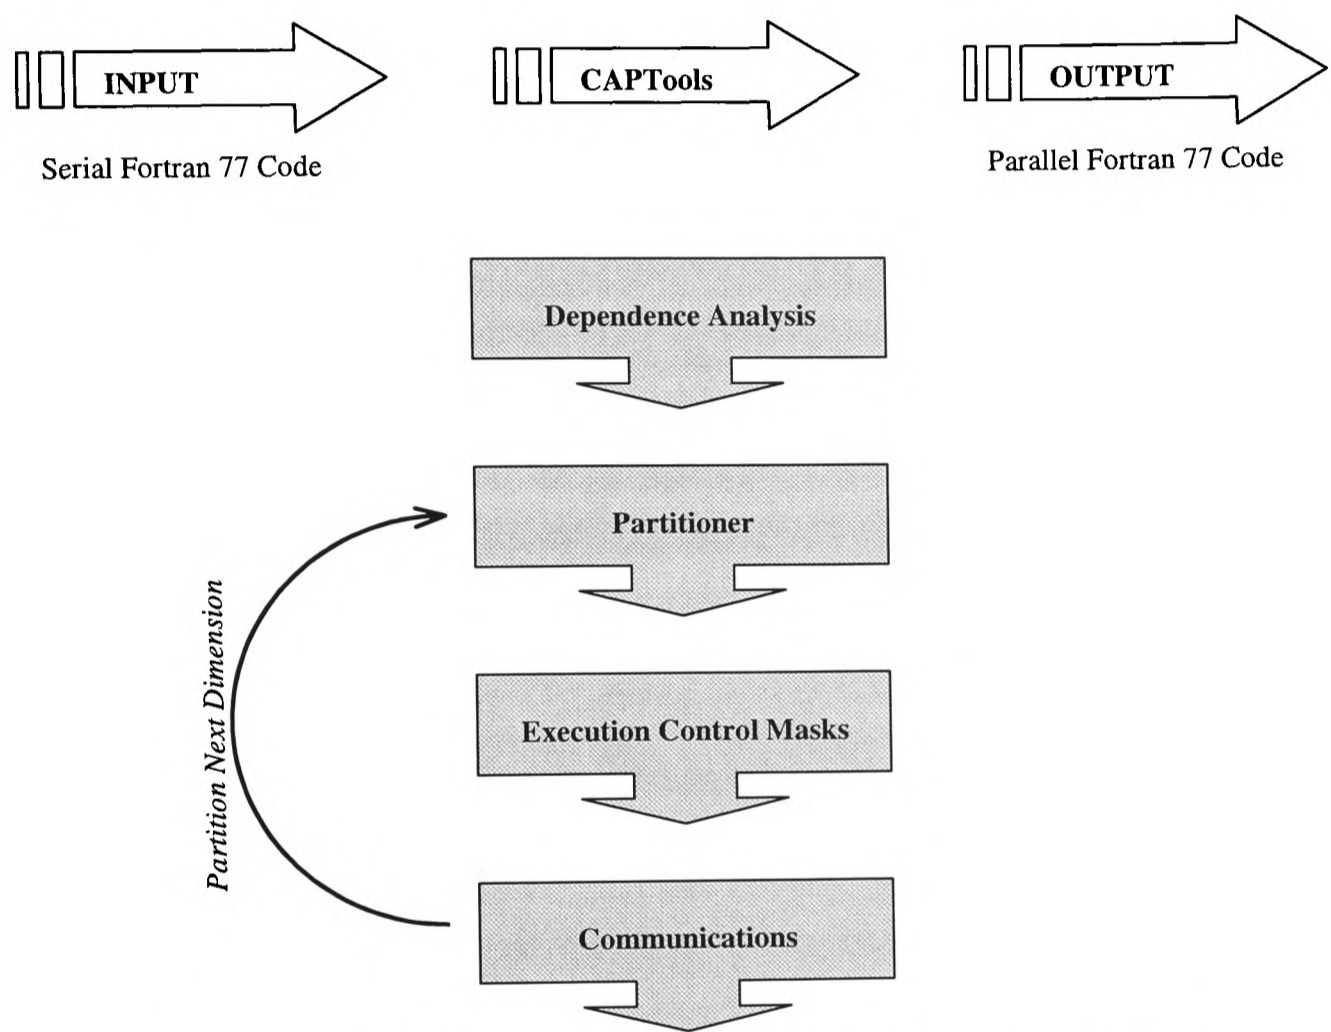 INPUT
CAPTools
OUTPUT
Serial Fortran 77 Code
Parallel Fortran 77 Code
Dependence Analysis
Partitioner
Partition Next Dimension
Execution Control Masks
Communications